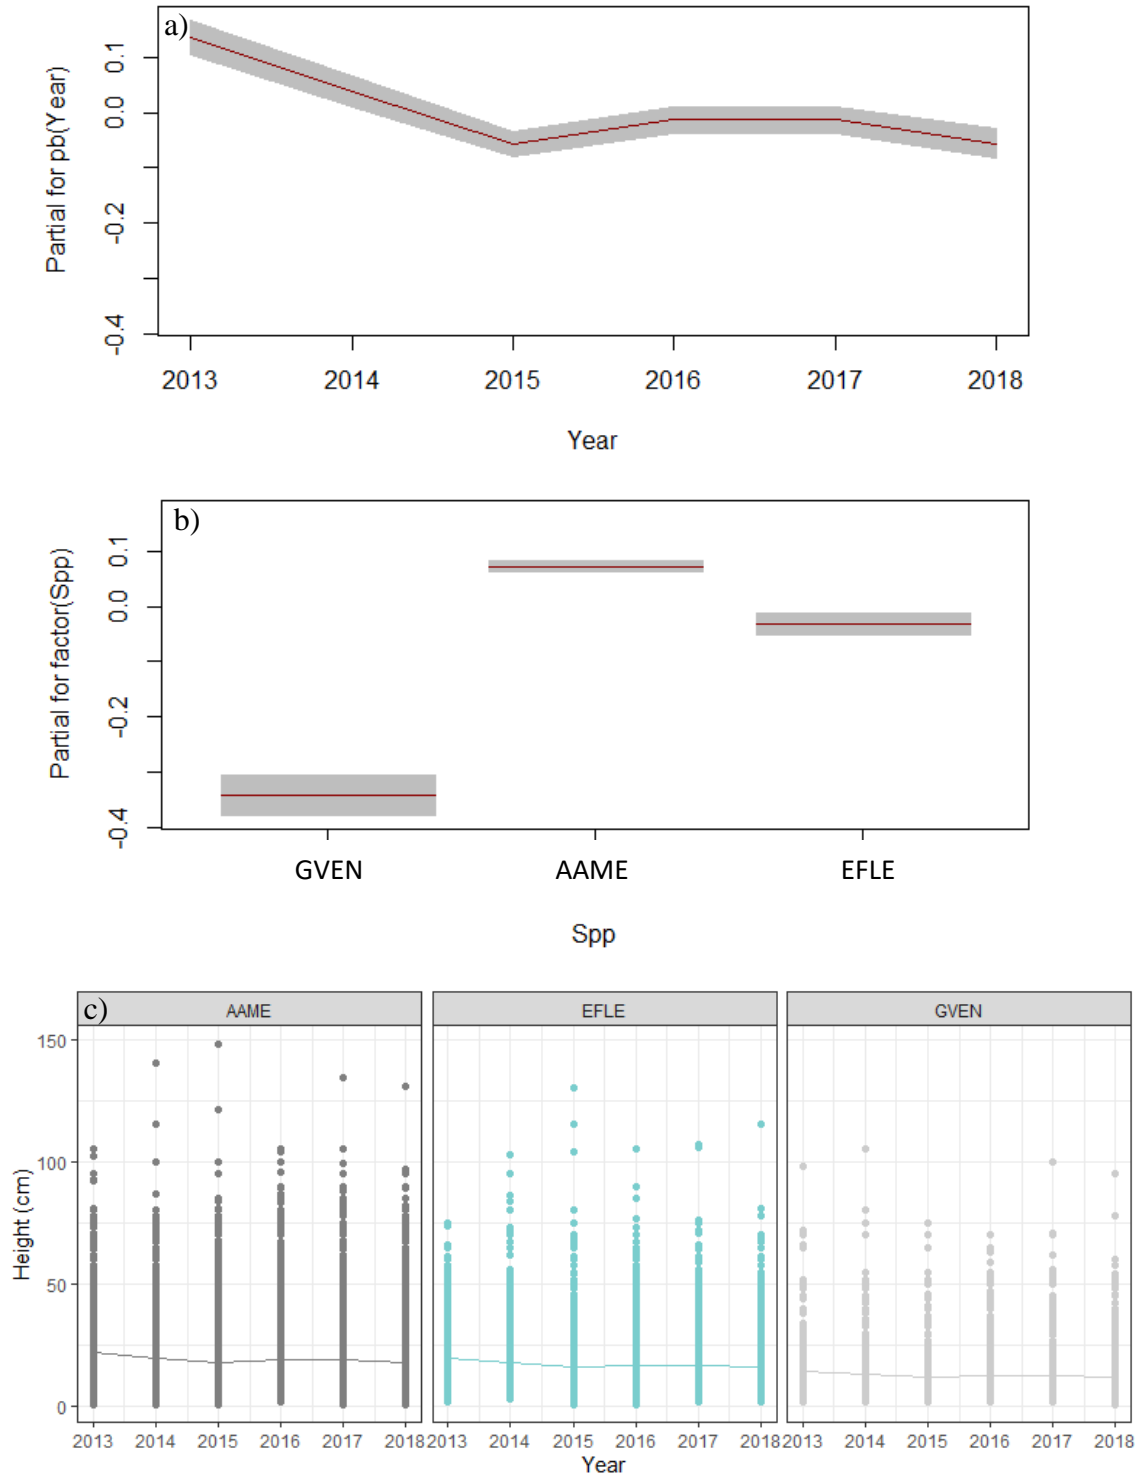 a)
Partial for pb(Year)
0.1
0.0
-0.2
-0.4
2013 2014 2015 2016 2017 2018
Year
b)
Partial for factor(Spp)
0.1
0.0
-0.2
-0.4
GVEN AAME EFLE
Spp
c)
AAME EFLE GVEN
Height (cm)
150
100
50
0
2013 2014 2015 2016 2017 2018 2013 2014 2015 2016 2017 2018 2013 2014 2015 2016 2017 2018
Year